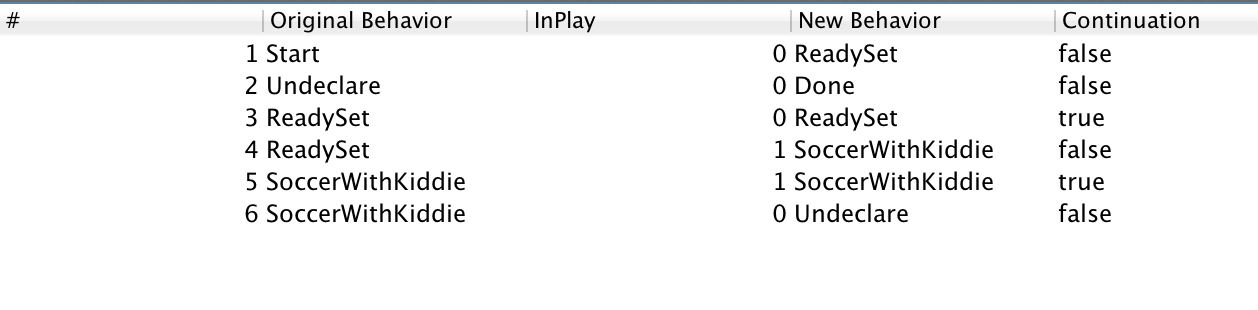 # Original Behavior InPlay New Behavior Continuation
1 Start 0 ReadySet false
2 Undeclare 0 Done false
3 ReadySet 0 ReadySet true
4 ReadySet 1 SoccerWithKiddie false
5 SoccerWithKiddie 1 SoccerWithKiddie true
6 SoccerWithKiddie 0 Undeclare false